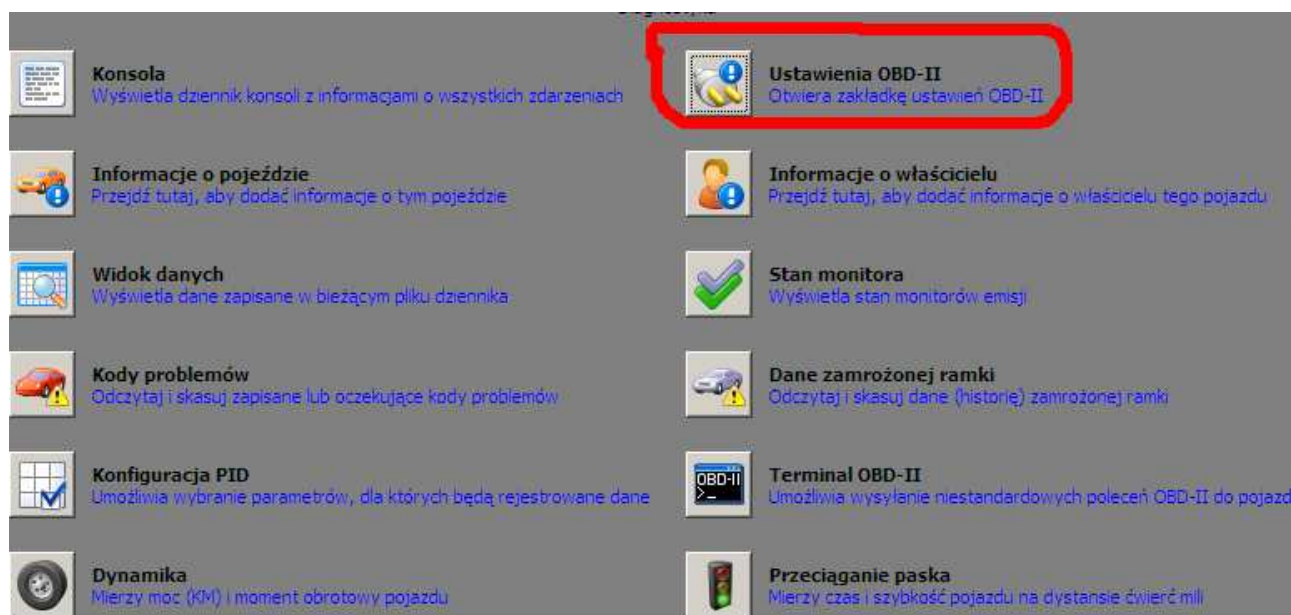 Konsola
Wyświetla dziennik konsoli z informacjami o wszystkich zdarzeniach
Ustawienia OBD-II
Otwiera zakładkę ustawień OBD-II
Informacje o pojeździe
Przejdź tutaj, aby dodać informacje o tym pojeździe
Informacje o właścicielu
Przejdź tutaj, aby dodać informacje o właścicielu tego pojazdu
Widok danych
Wyświetla dane zapisane w bieżącym pliku dziennika
Stan monitora
Wyświetla stan monitorów emisji
Kody problemów
Odczytaj i skasuj zapisane lub oczekujące kody problemów
Dane zamrożonej ramki
Odczytaj i skasuj dane (historię) zamrożonej ramki
Konfiguracja PID
Umożliwia wybranie parametrów, dla których będą rejestrowane dane
OBD-II
>_
Terminal OBD-II
Umożliwia wysyłanie niestandardowych poleceń OBD-II do pojazd
Dynamika
Mierzy moc (KM) i moment obrotowy pojazdu
Przeciąganie paska
Mierzy czas i szybkość pojazdu na dystansie ćwierć mili